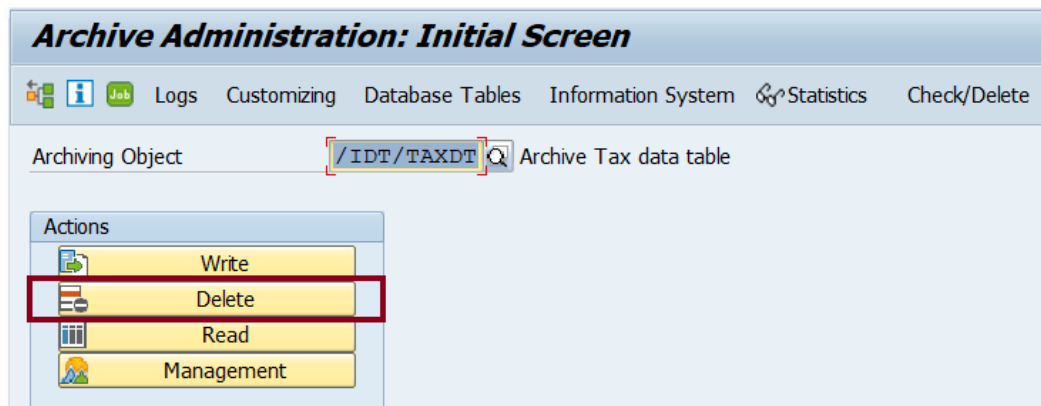 Archive Administration: Initial Screen
Job Logs Customizing Database Tables Information System Statistics Check/Delete
Archiving Object /IDT/TAXDT Archive Tax data table
Actions
Write
Delete
Read
Management